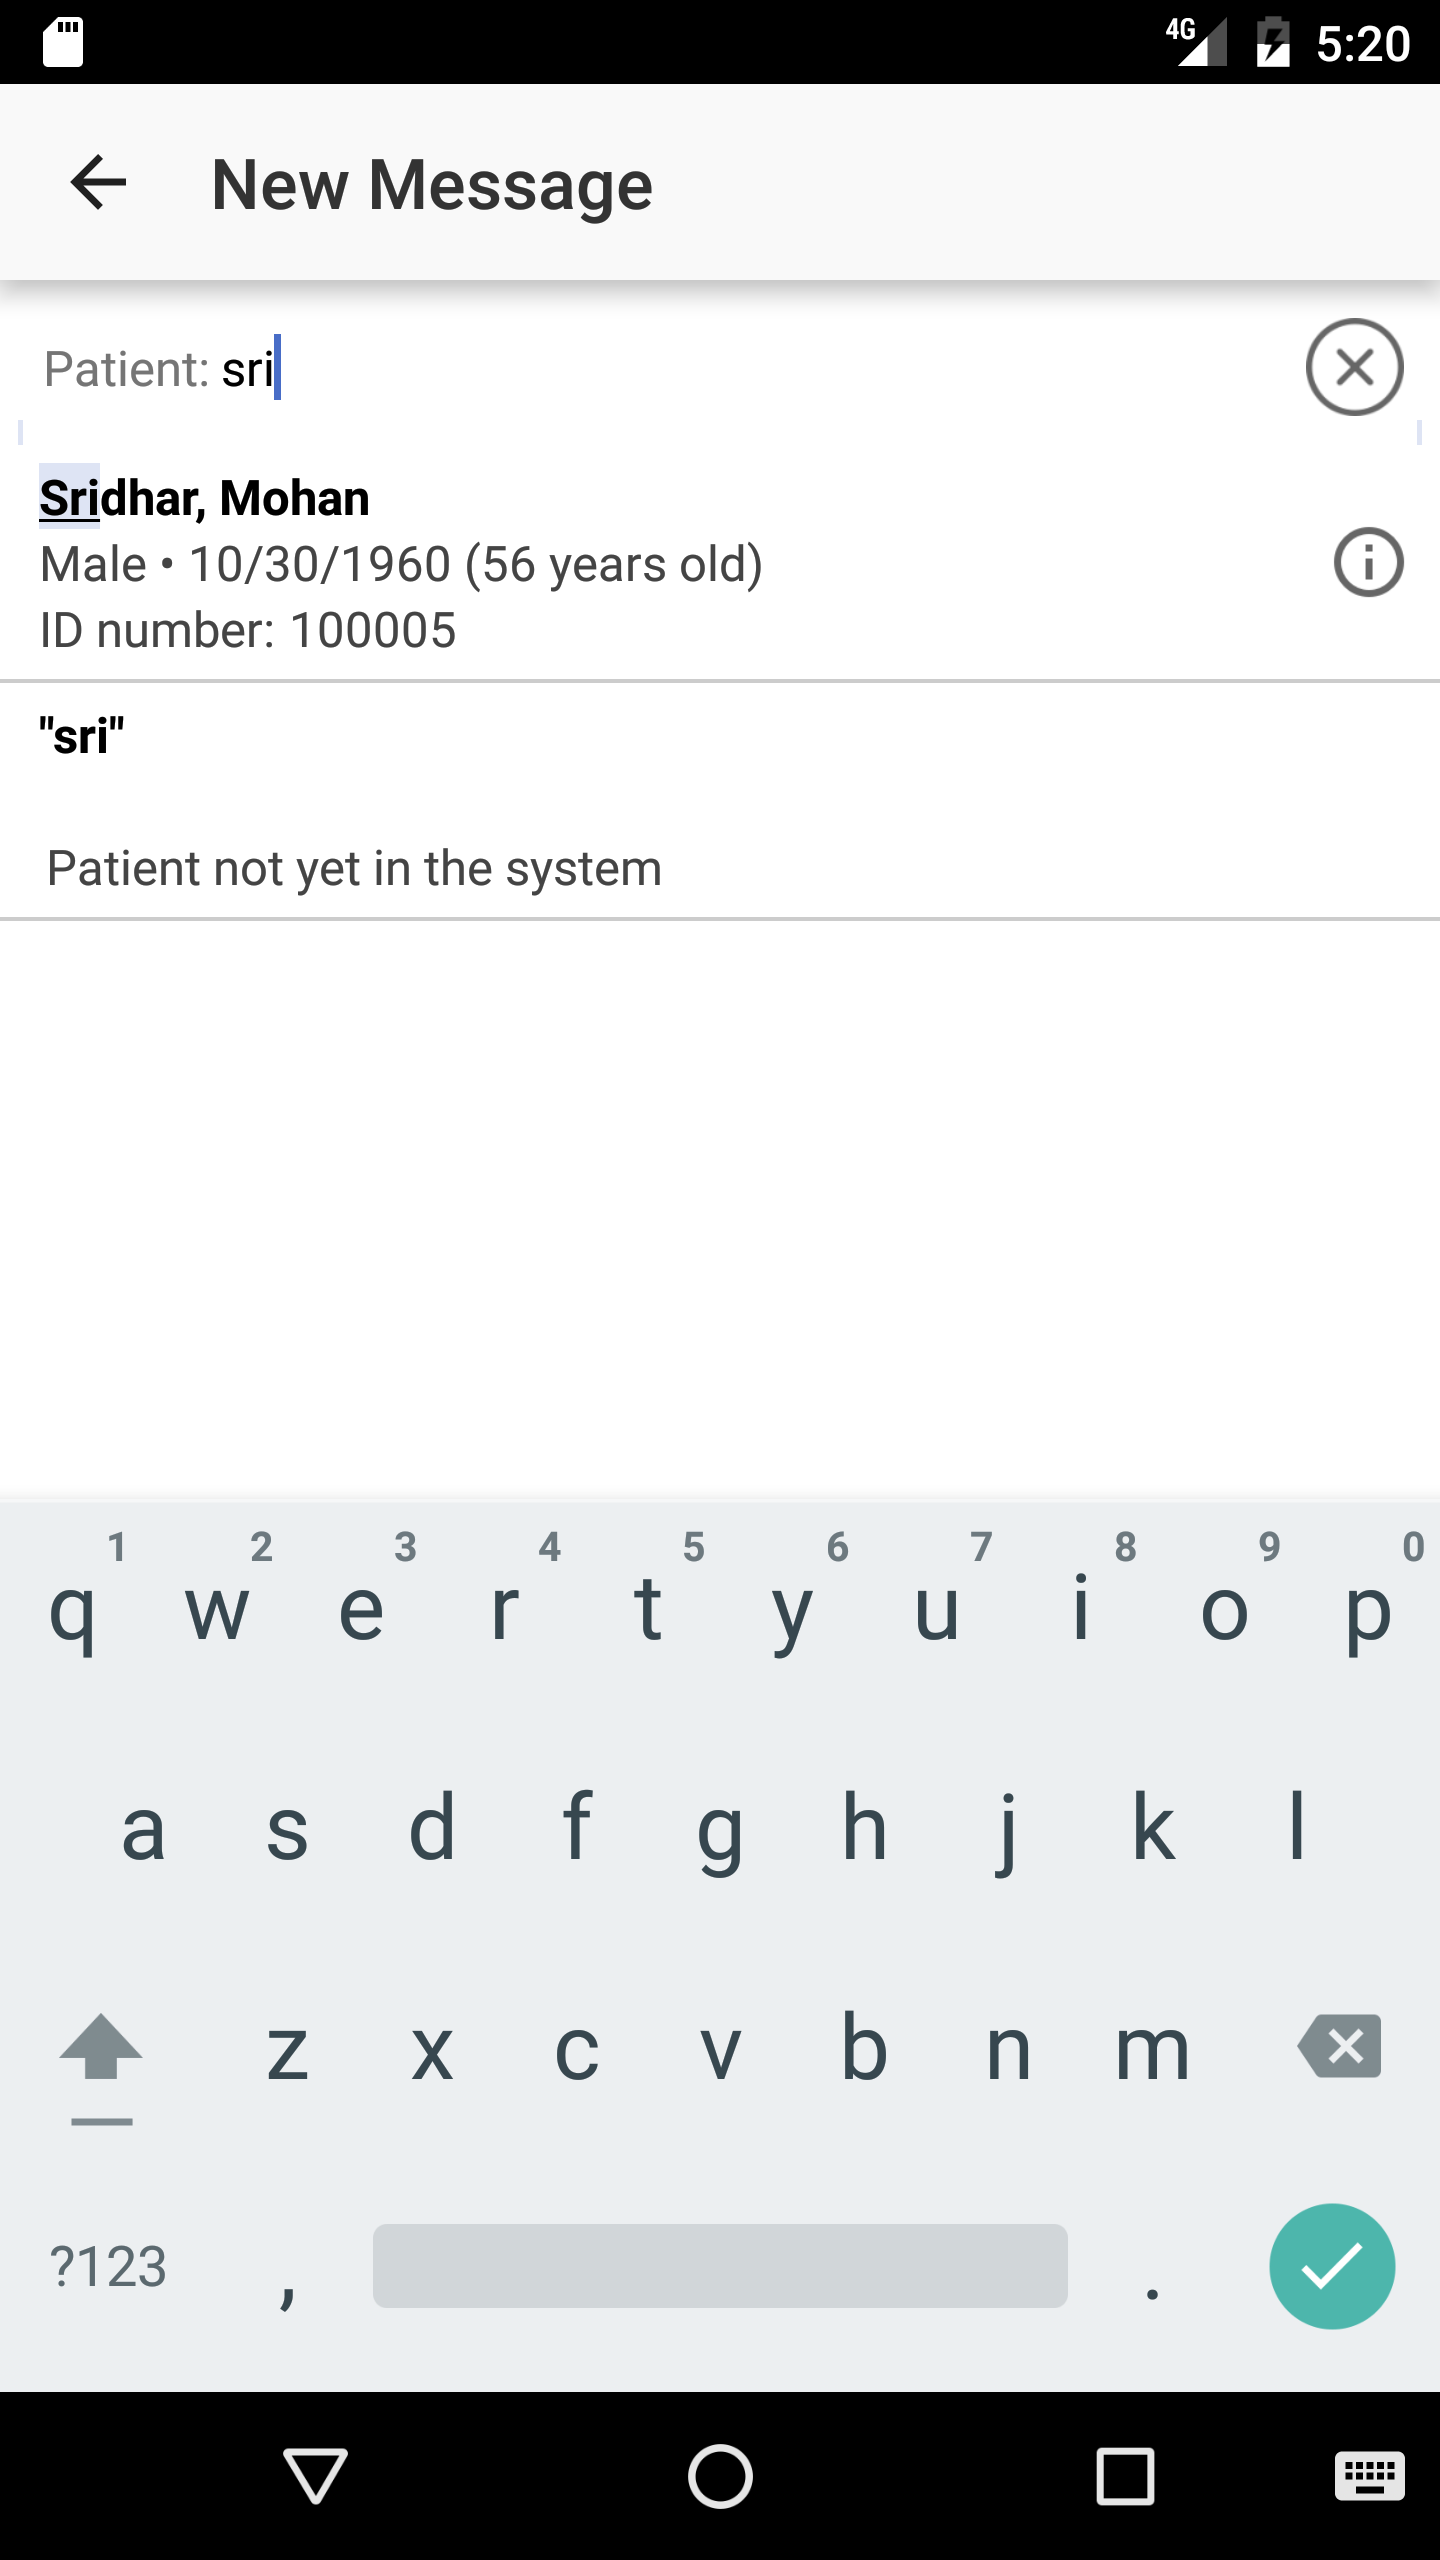 4G 5:20
New Message
Patient: sri
Sridhar, Mohan
Male • 10/30/1960 (56 years old)
ID number: 100005
"sri"
Patient not yet in the system
1 2 3 4 5 6 7 8 9 0
q w e r t y u i o p
a s d f g h j k l
z x c v b n m
?123 , .